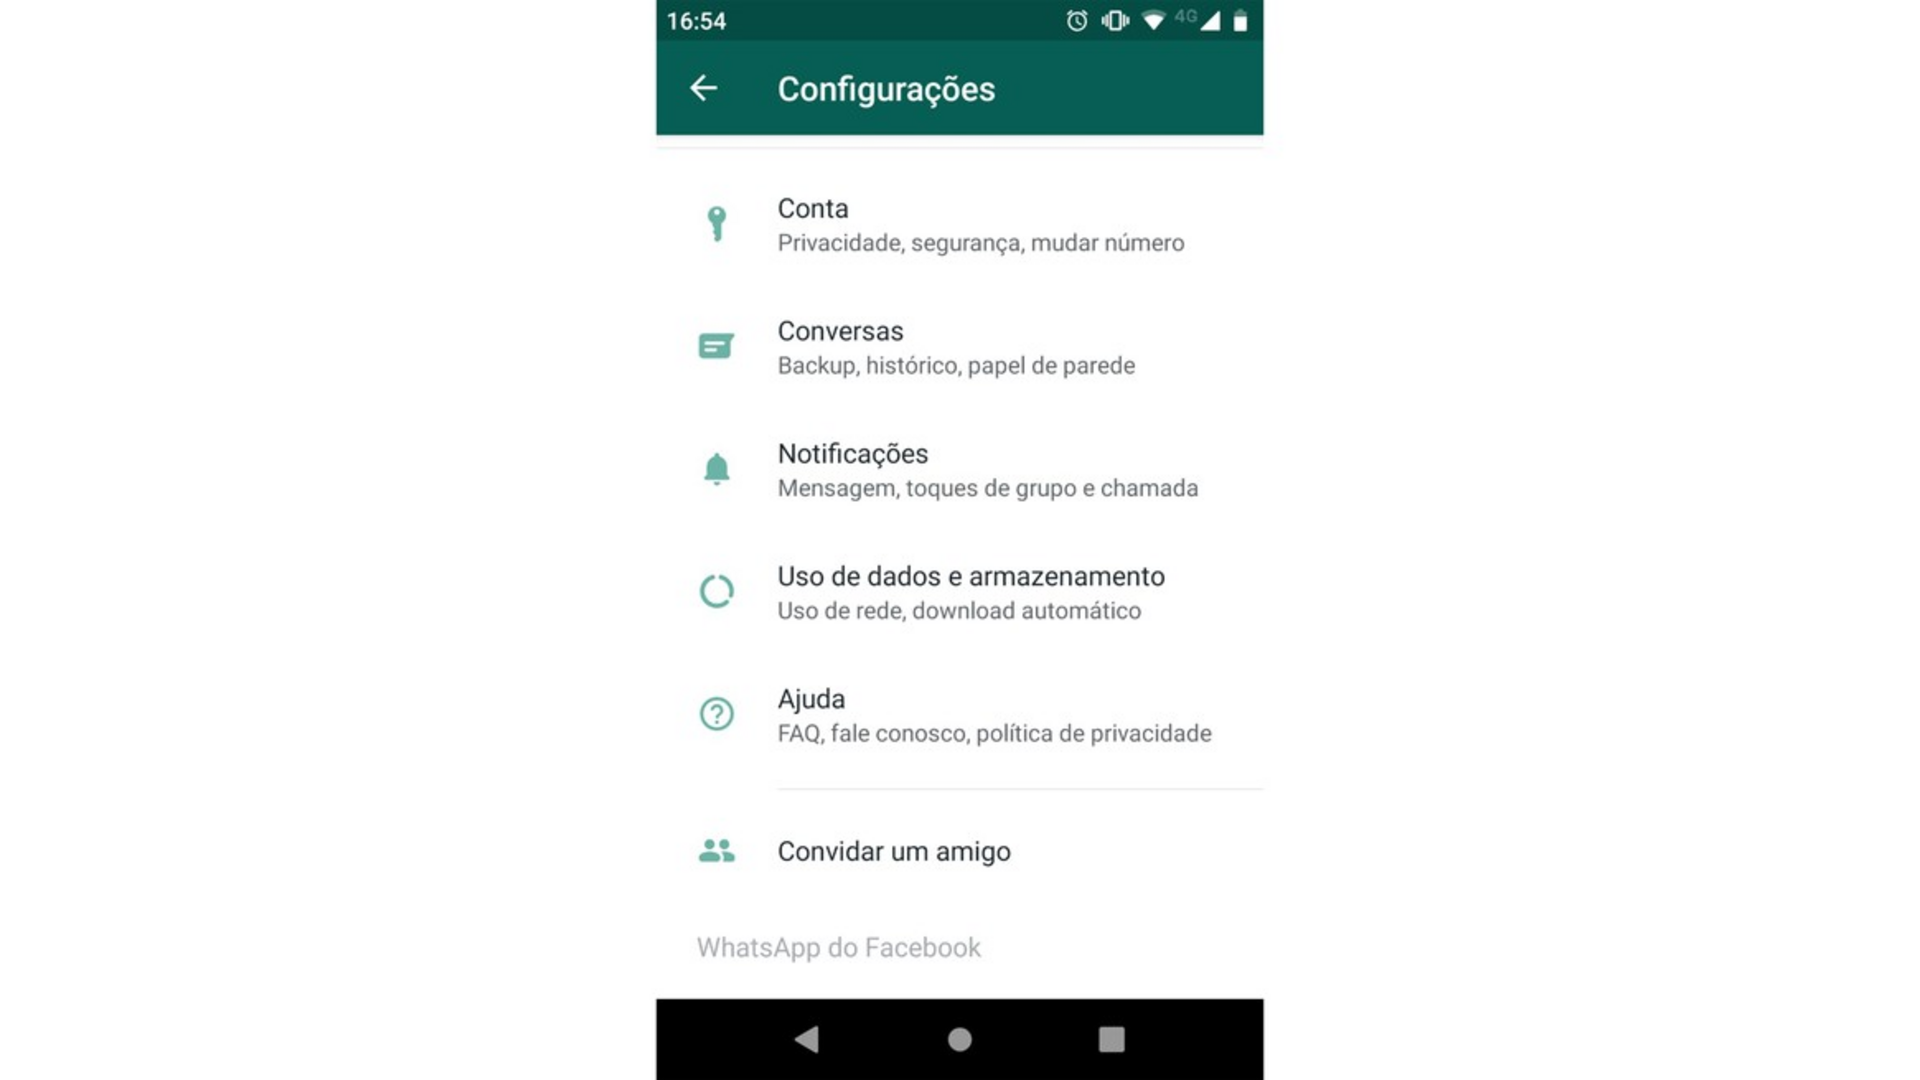 16:54
4G
Configurações
Conta
Privacidade, segurança, mudar número
Conversas
Backup, histórico, papel de parede
Notificações
Mensagem, toques de grupo e chamada
Uso de dados e armazenamento
Uso de rede, download automático
Ajuda
FAQ, fale conosco, política de privacidade
Convidar um amigo
WhatsApp do Facebook